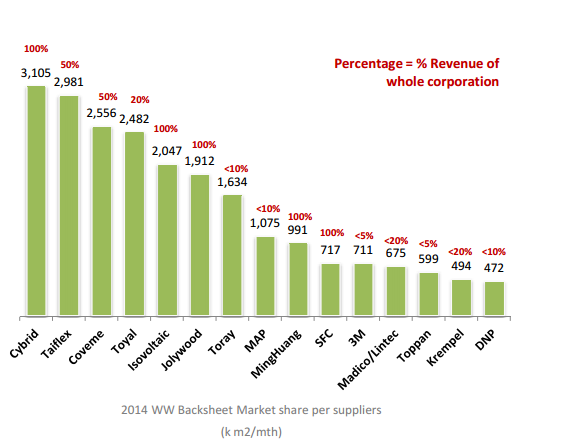 Percentage = % Revenue of
whole corporation
100%
3,105
50%
2,981
50%
2,556
20%
2,482
100%
2,047
100%
1,912
<10%
1,634
<10%
1,075
100%
991
100%
717
<5%
711
<20%
675
<5%
599
<20%
494
<10%
472
Cybrid
Taiflex
Coveme
Toyal
Isovoltaic
Jolywood
Toray
MAP
MingHuang
SFC
3M
Madico/Lintec
Toppan
Krempel
DNP
2014 WW Backsheet Market share per suppliers
(k m2/mth)